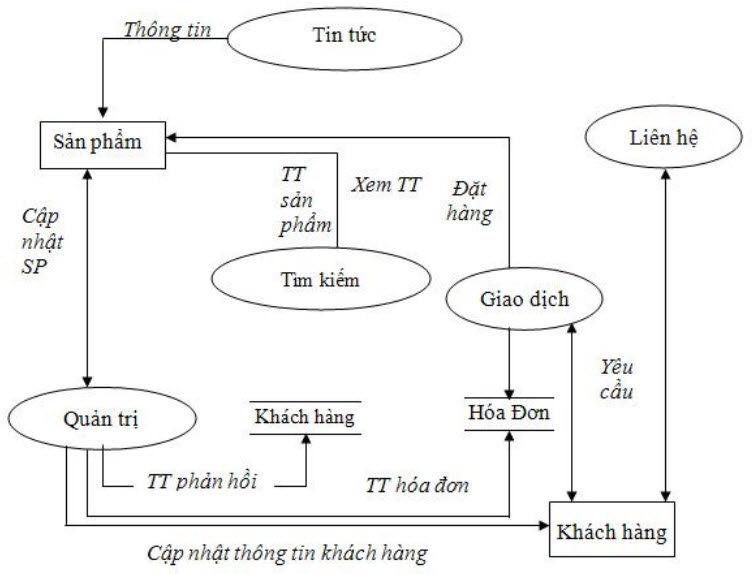 Thông tin
Tin tức
Sản phẩm
Liên hệ
TT
sản
phẩm
Xem TT
Đặt
hàng
Cập
nhật
SP
Tìm kiếm
Giao dịch
Yêu
cầu
Quản trị
Khách hàng
Hóa Đơn
TT phản hồi
TT hóa đơn
Khách hàng
Cập nhật thông tin khách hàng